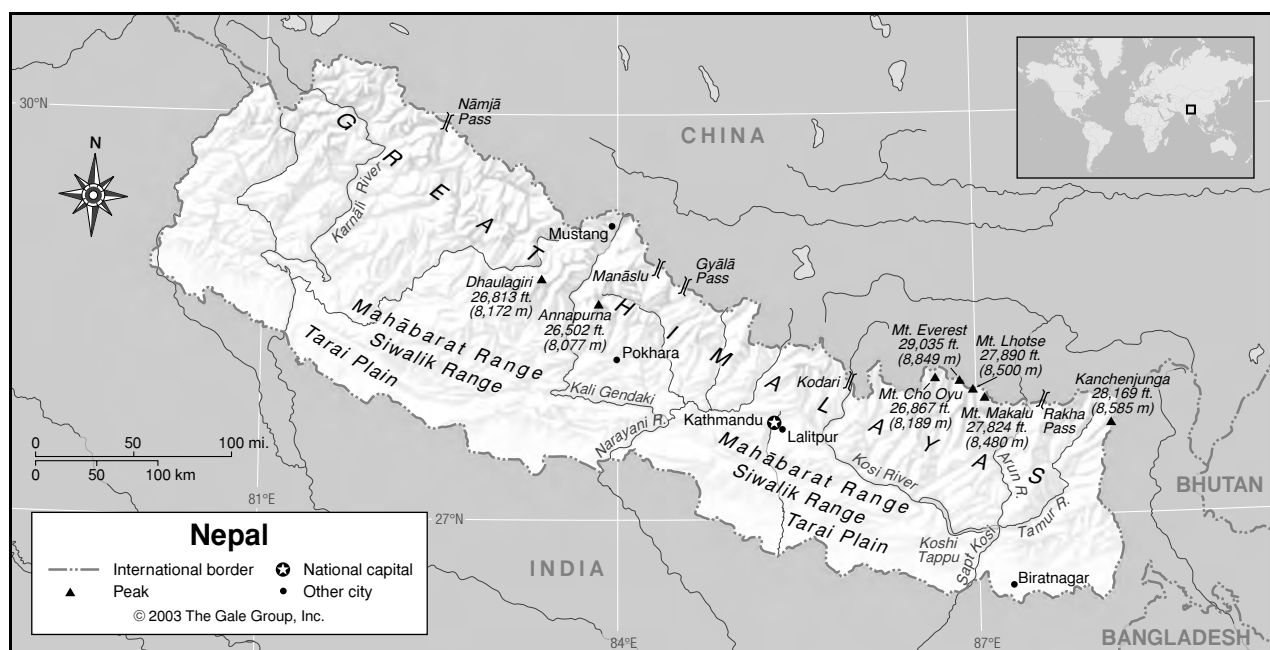 30°N
N
CHINA
Nāmjā
Pass
GREAT HIMALAYAS
Karnāli River
Mustang
Manāslu
Gyālā
Pass
Dhaulagiri
26,813 ft.
(8,172 m)
Annapurna
26,502 ft.
(8,077 m)
Pokhara
Mahābarat Range
Siwalik Range
Tarai Plain
Kali Gendaki
Narayani R.
Kathmandu
Lalitpur
Kodari
Mt. Everest
29,035 ft.
(8,849 m)
Mt. Lhotse
27,890 ft.
(8,500 m)
Mt. Cho Oyu
26,867 ft.
(8,189 m)
Mt. Makalu
27,824 ft.
(8,480 m)
Rakha
Pass
Kanchenjunga
28,169 ft.
(8,585 m)
Mahābarat Range
Siwalik Range
Tarai Plain
Kosi River
Arun R.
Tamur R.
Koshi
Tappu
Sapt Kosi
Biratnagar
BHUTAN
BANGLADESH
INDIA
0 50 100 mi.
0 50 100 km
81°E
27°N
84°E
87°E
Nepal
International border
National capital
Peak
Other city
© 2003 The Gale Group, Inc.